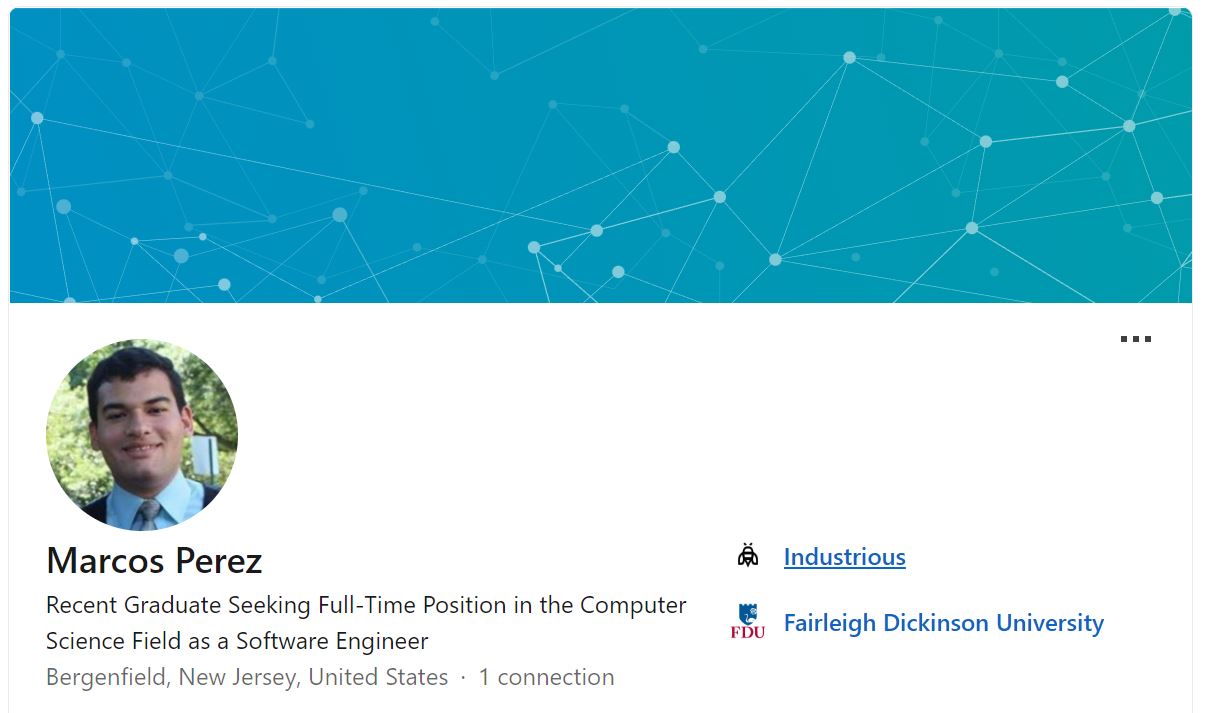 Marcos Perez
Recent Graduate Seeking Full-Time Position in the Computer
Science Field as a Software Engineer
Bergenfield, New Jersey, United States · 1 connection
Industrious
FDU
Fairleigh Dickinson University